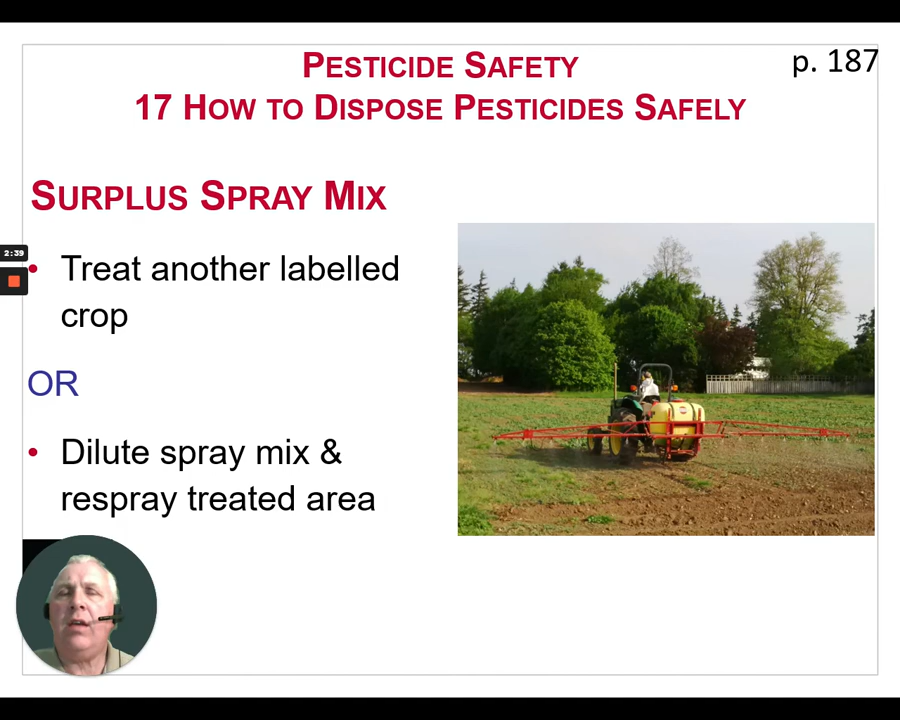 PESTICIDE SAFETY
p. 187
17 HOW TO DISPOSE PESTICIDES SAFELY
SURPLUS SPRAY MIX
2:39
• Treat another labelled
crop
OR
• Dilute spray mix &
respray treated area